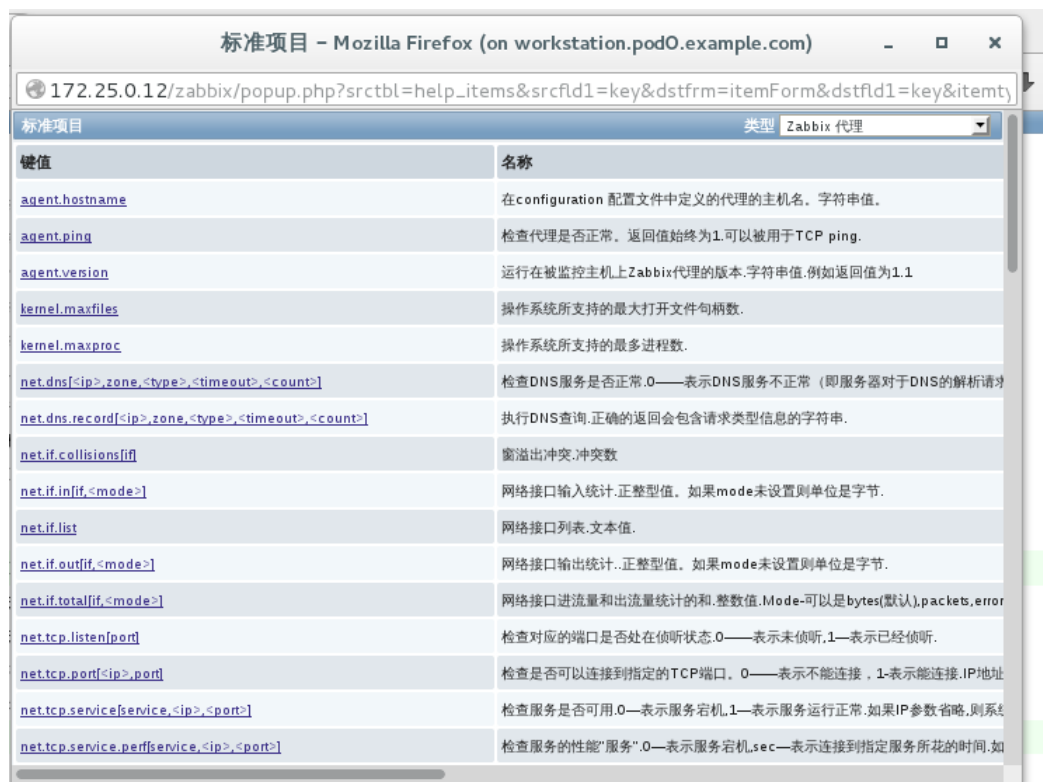 标准项目 – Mozilla Firefox (on workstation.pod0.example.com)
172.25.0.12/zabbix/popup.php?srctbl=help_items&srcfld1=key&dstfrm=itemForm&dstfld1=key&itemty
标准项目 类型 Zabbix 代理
键值 名称
agent.hostname 在configuration 配置文件中定义的代理的主机名。字符串值。
agent.ping 检查代理是否正常。返回值始终为1.可以被用于TCP ping.
agent.version 运行在被监控主机上Zabbix代理的版本.字符串值.例如返回值为1.1
kernel.maxfiles 操作系统所支持的最大打开文件句柄数.
kernel.maxproc 操作系统所支持的最多进程数.
net.dns[<ip>,zone,<type>,<timeout>,<count>] 检查DNS服务是否正常.0——表示DNS服务不正常（即服务器对于DNS的解析请求
net.dns.record[<ip>,zone,<type>,<timeout>,<count>] 执行DNS查询.正确的返回会包含请求类型信息的字符串.
net.if.collisions[if] 窗溢出冲突.冲突数
net.if.in[if,<mode>] 网络接口输入统计.正整型值。如果mode未设置则单位是字节.
net.if.list 网络接口列表.文本值.
net.if.out[if,<mode>] 网络接口输出统计..正整型值。如果mode未设置则单位是字节.
net.if.total[if,<mode>] 网络接口进流量和出流量统计的和.整数值.Mode-可以是bytes(默认),packets,error
net.tcp.listen[port] 检查对应的端口是否处在侦听状态.0——表示未侦听,1—表示已经侦听.
net.tcp.port[<ip>,port] 检查是否可以连接到指定的TCP端口。0——表示不能连接，1-表示能连接.IP地址
net.tcp.service[service,<ip>,<port>] 检查服务是否可用.0—表示服务宕机,1—表示服务运行正常.如果IP参数省略,则系统
net.tcp.service.perf[service,<ip>,<port>] 检查服务的性能"服务".0—表示服务宕机,sec—表示连接到指定服务所花的时间.如